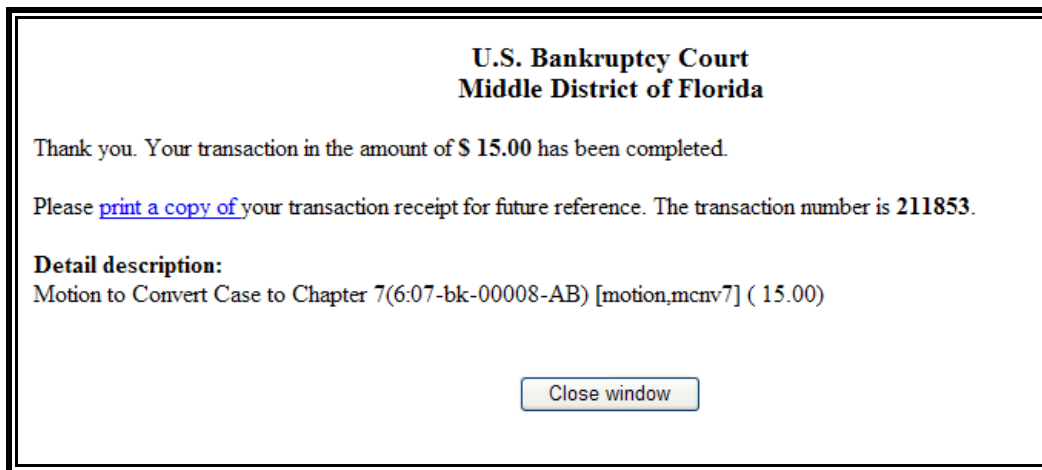 U.S. Bankruptcy Court
Middle District of Florida
Thank you. Your transaction in the amount of $ 15.00 has been completed.
Please print a copy of your transaction receipt for future reference. The transaction number is 211853.
Detail description:
Motion to Convert Case to Chapter 7(6:07-bk-00008-AB) [motion,mcnv7] ( 15.00)
Close window